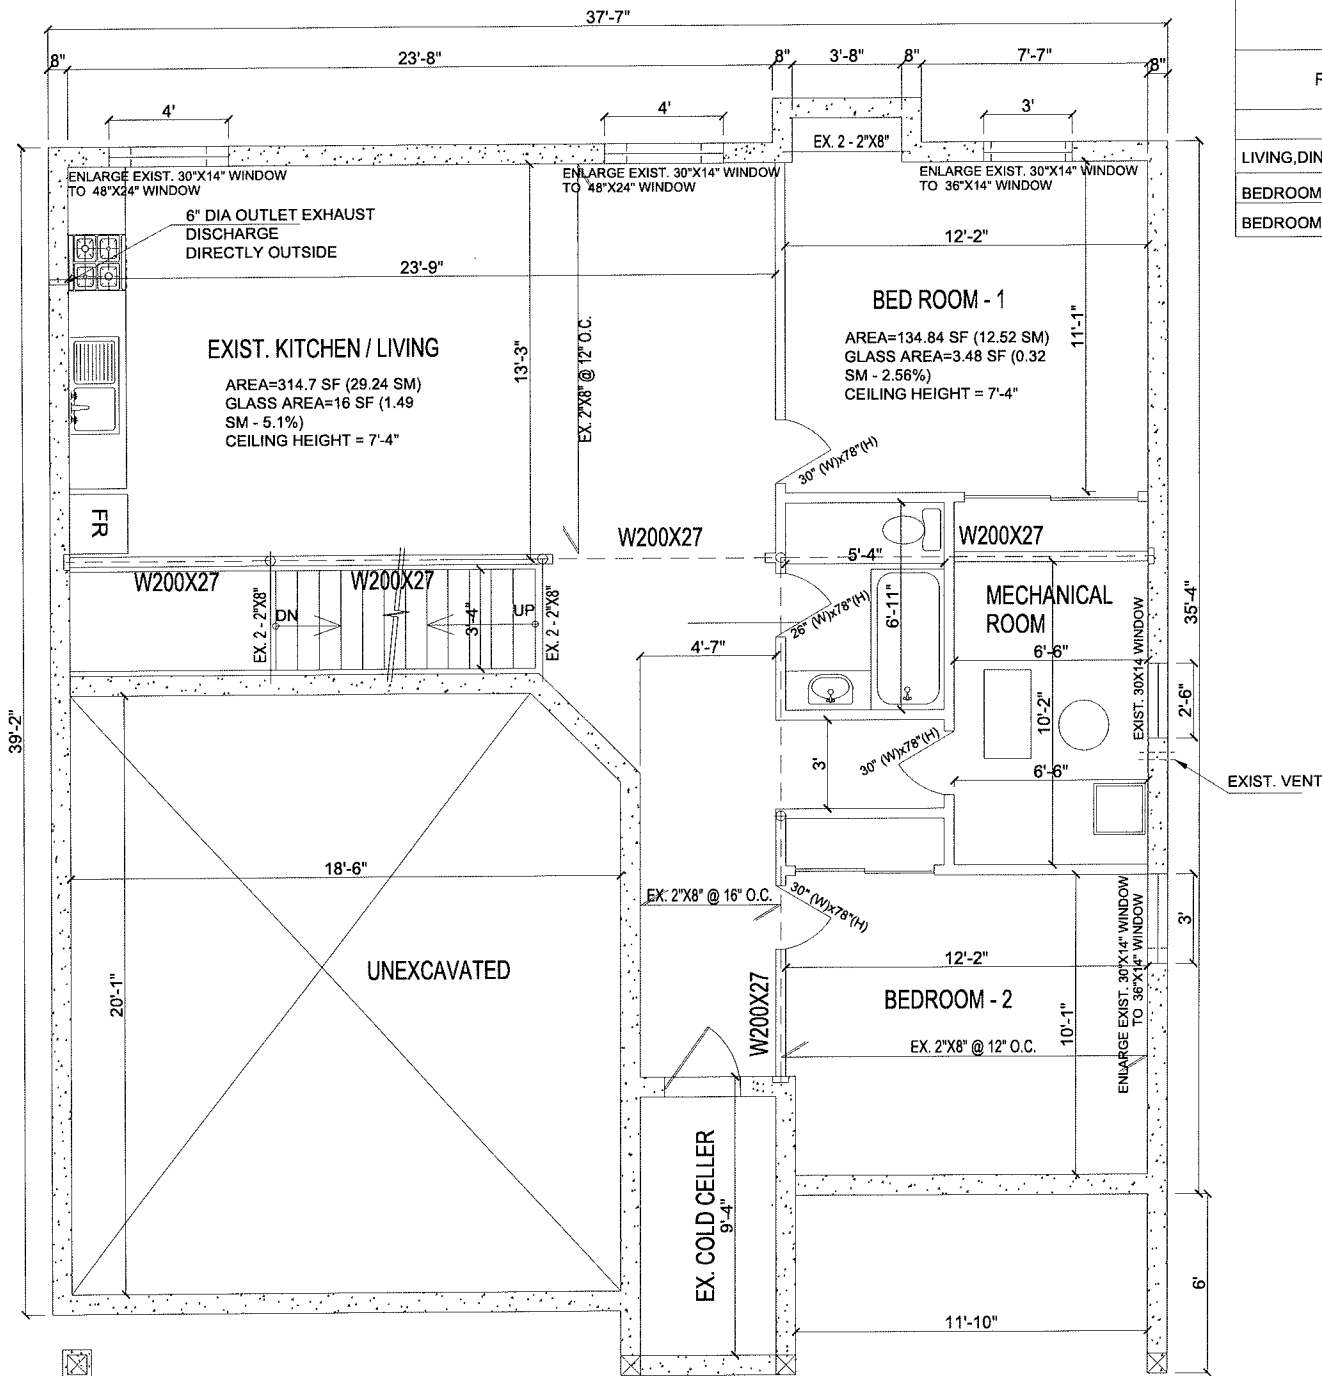 37'-7"
8"
23'-8"
8"
3'-8"
8"
7'-7"
8"
4'
4'
3'
EX. 2 - 2"X8"
LIVING,DIN
BEDROOM
BEDROOM
ENLARGE EXIST. 30"X14" WINDOW
TO 48"X24" WINDOW
ENLARGE EXIST. 30"X14" WINDOW
TO 48"X24" WINDOW
ENLARGE EXIST. 30"X14" WINDOW
TO 36"X14" WINDOW
6" DIA OUTLET EXHAUST
DISCHARGE
DIRECTLY OUTSIDE
23'-9"
12'-2"
BED ROOM - 1
AREA=134.84 SF (12.52 SM)
GLASS AREA=3.48 SF (0.32
SM - 2.56%)
CEILING HEIGHT = 7'-4"
11'-1"
EXIST. KITCHEN / LIVING
AREA=314.7 SF (29.24 SM)
GLASS AREA=16 SF (1.49
SM - 5.1%)
CEILING HEIGHT = 7'-4"
13'-3"
EX. 2"X8" @ 12" O.C.
30" (W)x78"(H)
FR
W200X27
W200X27
W200X27
W200X27
5'-4"
EX. 2 - 2"X8"
DN
3'-4"
UP
EX. 2 - 2"X8"
26" (W)x78"(H)
6'-11"
MECHANICAL
ROOM
EXIST. 30X14 WINDOW
35'-4"
4'-7"
6'-6"
10'-2"
2'-6"
39'-2"
3'
30" (W)x78"(H)
6'-6"
EXIST. VENT
18'-6"
EX. 2"X8" @ 16" O.C.
30" (W)x78"(H)
ENLARGE EXIST. 30"X14" WINDOW
TO 36"X14" WINDOW
3'
UNEXCAVATED
20'-1"
12'-2"
BEDROOM - 2
10'-1"
W200X27
EX. 2"X8" @ 12" O.C.
EX. COLD CELLER
9'-4"
6'
11'-10"